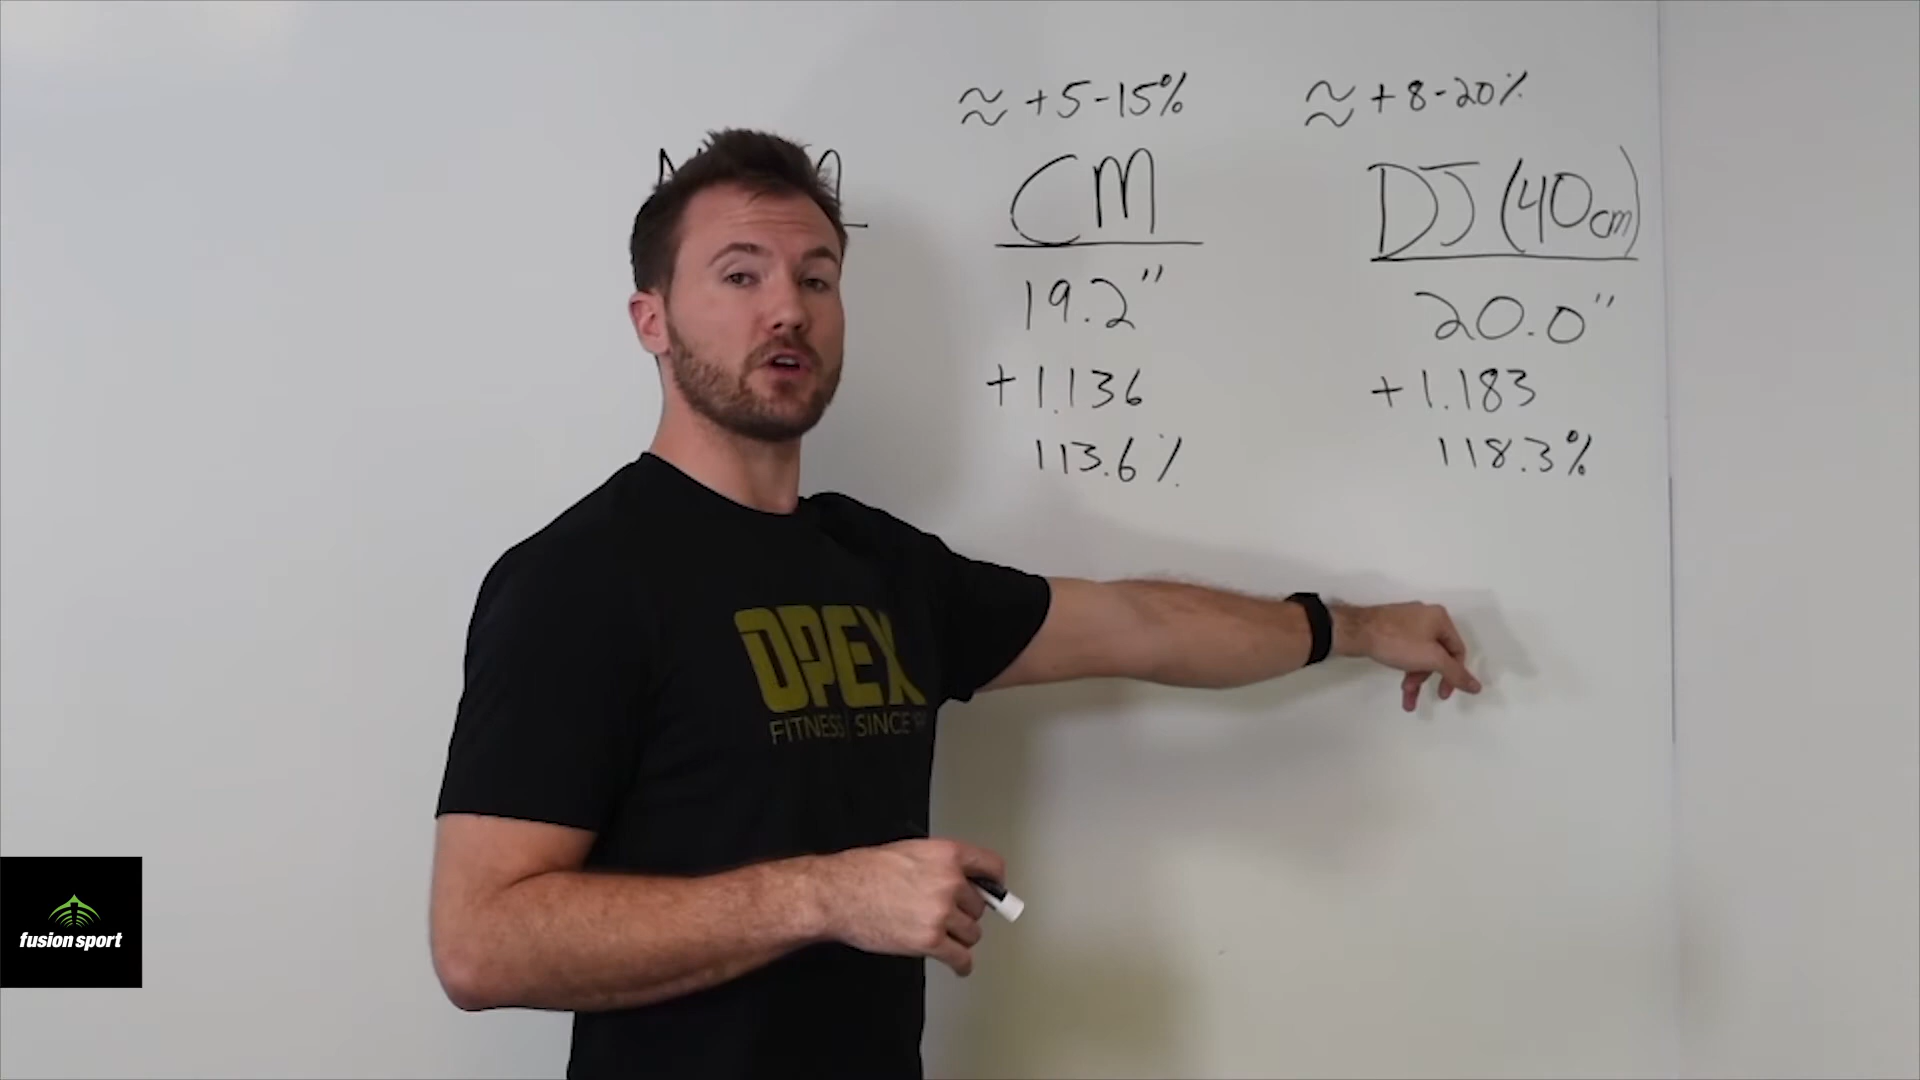 ≈ +5-15%
≈ +8-20%
CM
DJ (40cm)
19.2"
20.0"
+1.136
+1.183
113.6%
118.3%
OPEX
FITNESS SINCE
fusion sport